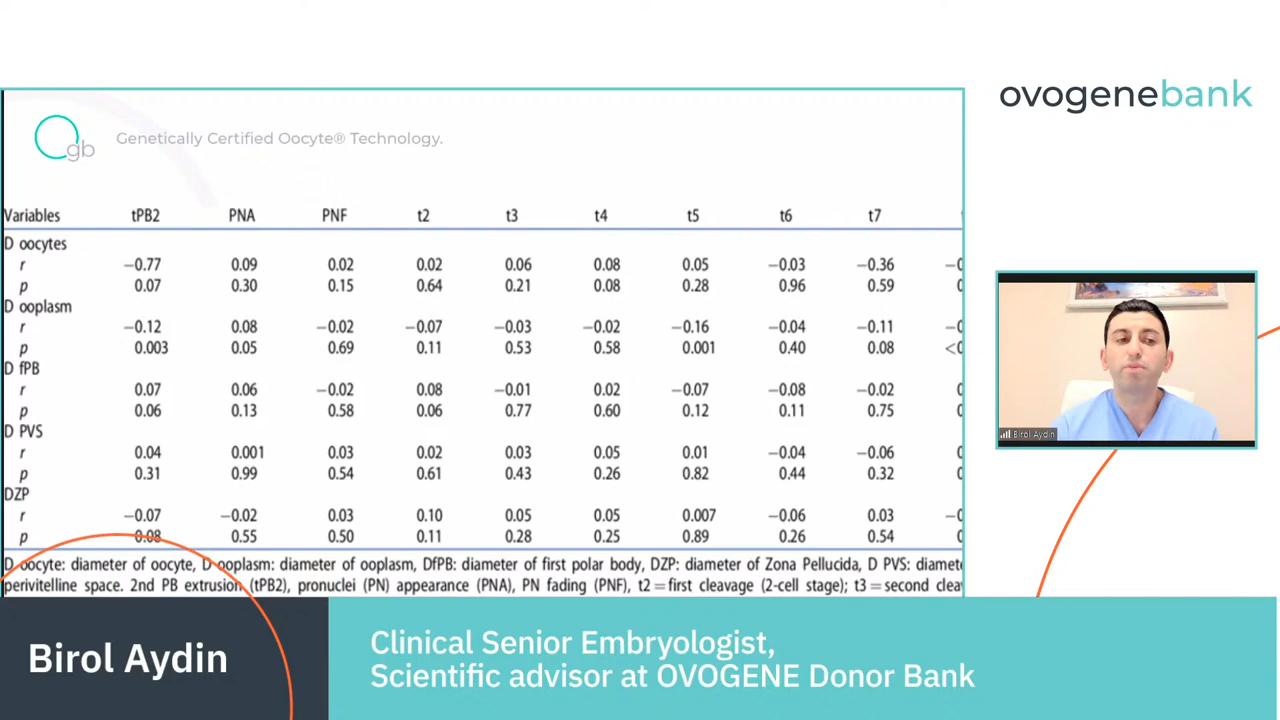 ovogenebank
gb
Genetically Certified Oocyte® Technology.
Variables tPB2 PNA PNF t2 t3 t4 t5 t6 t7
D oocytes
r −0.77 0.09 0.02 0.02 0.06 0.08 0.05 −0.03 −0.36 −0
p 0.07 0.30 0.15 0.64 0.21 0.08 0.28 0.96 0.59
D ooplasm
r −0.12 0.08 −0.02 −0.07 −0.03 −0.02 −0.16 −0.04 −0.11 −0
p 0.003 0.05 0.69 0.11 0.53 0.58 0.001 0.40 0.08 <0
D fPB
r 0.07 0.06 −0.02 0.08 −0.01 0.02 −0.07 −0.08 −0.02
p 0.06 0.13 0.58 0.06 0.77 0.60 0.12 0.11 0.75
D PVS
r 0.04 0.001 0.03 0.02 0.03 0.05 0.01 −0.04 −0.06
p 0.31 0.99 0.54 0.61 0.43 0.26 0.82 0.44 0.32
DZP
r −0.07 −0.02 0.03 0.10 0.05 0.05 0.007 −0.06 0.03 −0
p 0.08 0.55 0.50 0.11 0.28 0.25 0.89 0.26 0.54
D oocyte: diameter of oocyte, D ooplasm: diameter of ooplasm, DfPB: diameter of first polar body, DZP: diameter of Zona Pellucida, D PVS: diamete
perivitelline space. 2nd PB extrusion (tPB2), pronuclei (PN) appearance (PNA), PN fading (PNF), t2=first cleavage (2-cell stage); t3=second cleav
Birol Aydin
Birol Aydin
Clinical Senior Embryologist,
Scientific advisor at OVOGENE Donor Bank